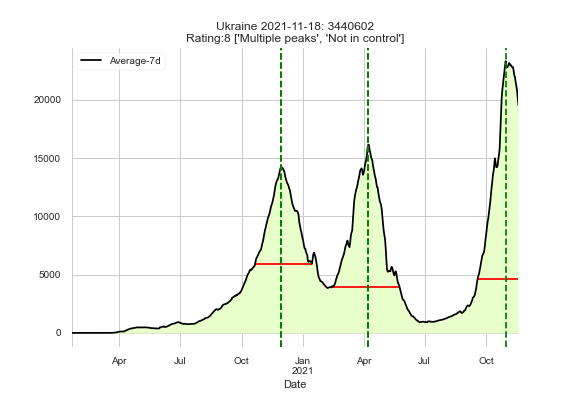 Ukraine 2021-11-18: 3440602
Rating:8 ['Multiple peaks', 'Not in control']
Average-7d
20000
15000
10000
5000
0
Apr Jul Oct Jan Apr Jul Oct
2021
Date